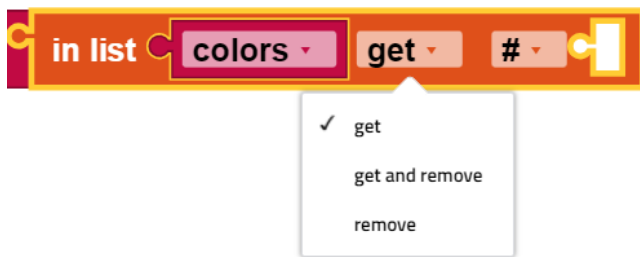 in list colors get #
get
get and remove
remove